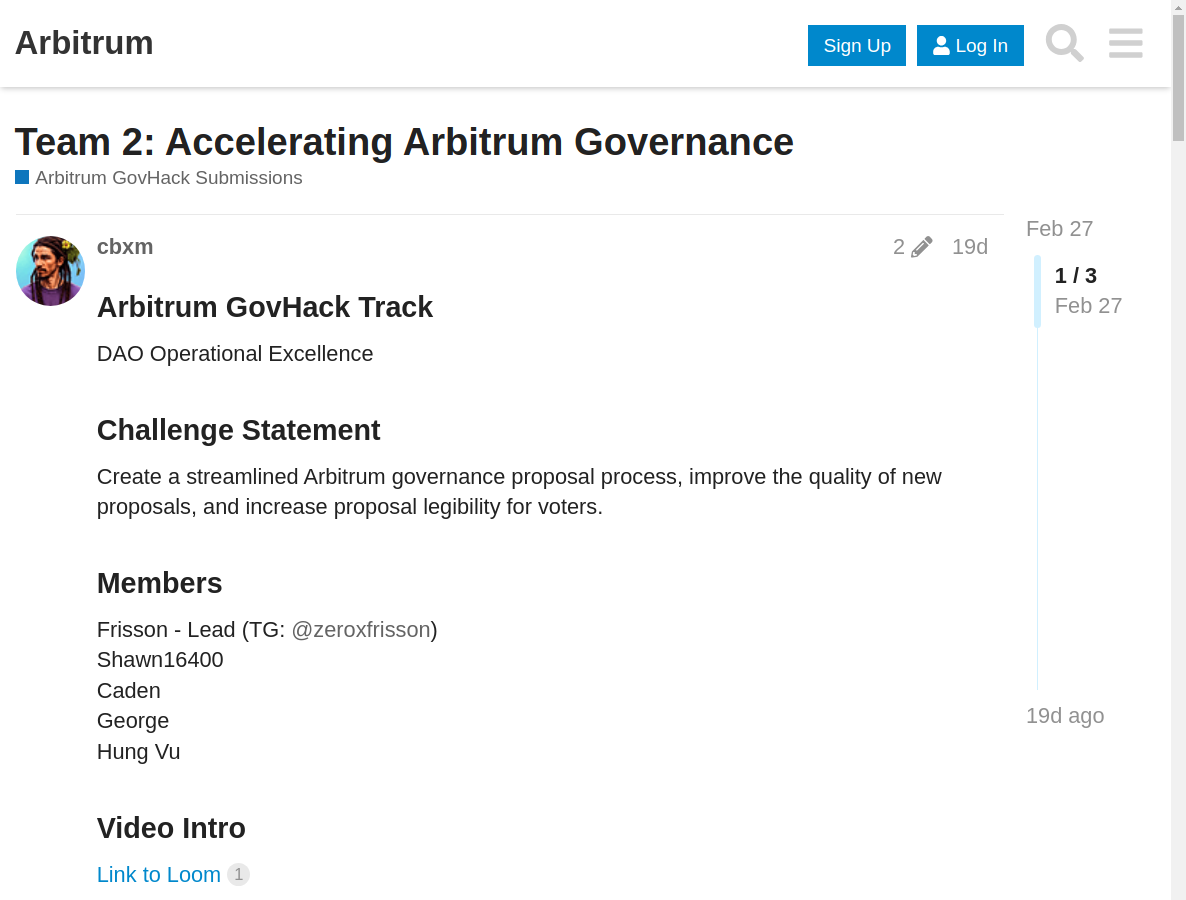 Arbitrum
Sign Up
Log In
Team 2: Accelerating Arbitrum Governance
Arbitrum GovHack Submissions
cbxm
2
19d
Feb 27
1 / 3
Feb 27
Arbitrum GovHack Track
DAO Operational Excellence
Challenge Statement
Create a streamlined Arbitrum governance proposal process, improve the quality of new
proposals, and increase proposal legibility for voters.
Members
Frisson - Lead (TG: @zeroxfrisson)
Shawn16400
Caden
George
Hung Vu
19d ago
Video Intro
Link to Loom 1